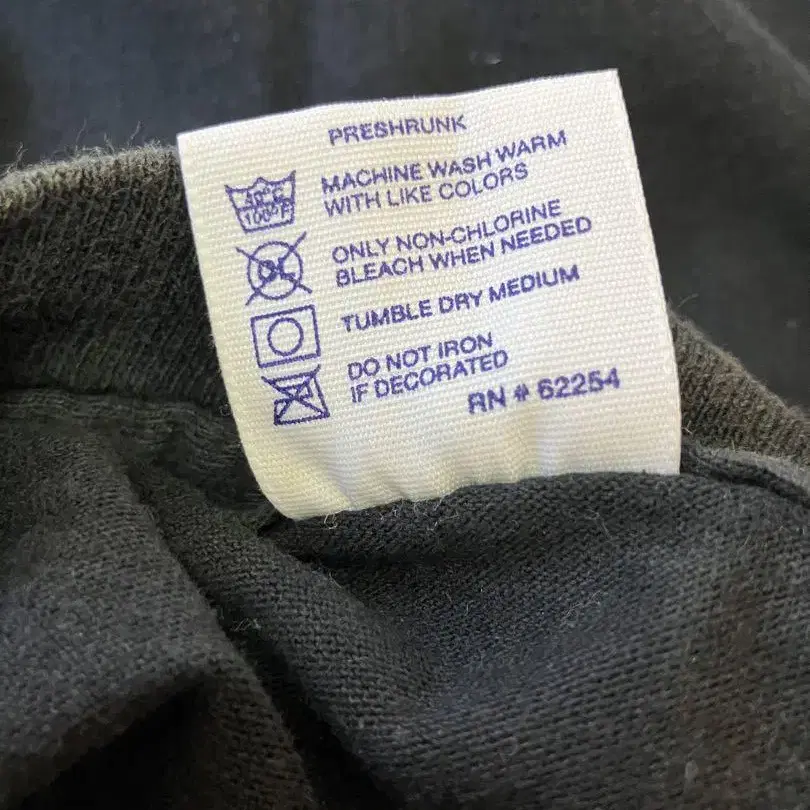 PRESHRUNK
MACHINE WASH WARM
WITH LIKE COLORS
ONLY NON-CHLORINE
BLEACH WHEN NEEDED
TUMBLE DRY MEDIUM
DO NOT IRON
IF DECORATED
RN # 62254
100°F
CL